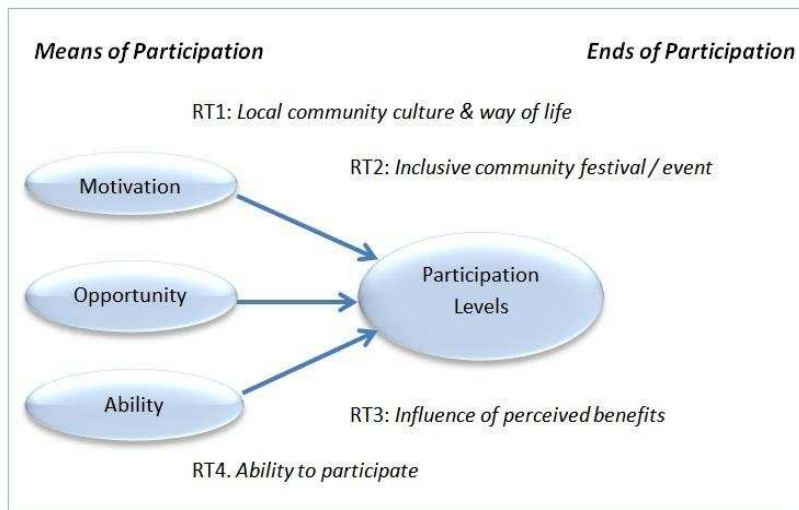 Means of Participation
Ends of Participation
RT1: Local community culture & way of life
RT2: Inclusive community festival / event
Motivation
Opportunity
Participation
Levels
Ability
RT3: Influence of perceived benefits
RT4. Ability to participate